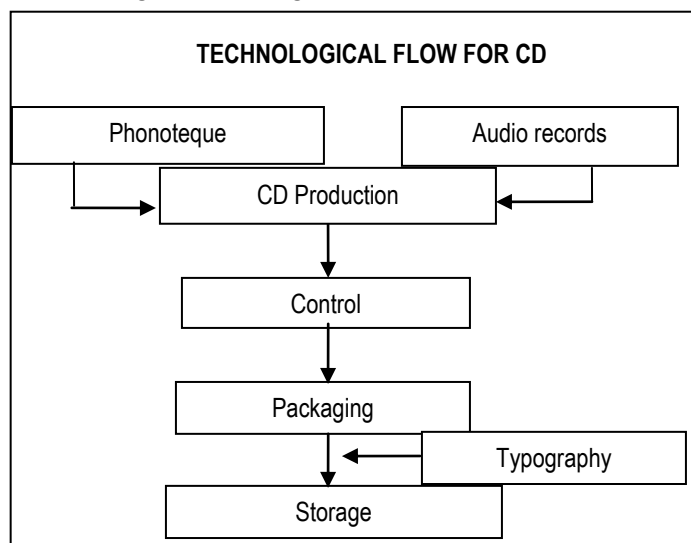 TECHNOLOGICAL FLOW FOR CD
Phonoteque
Audio records
CD Production
Control
Packaging
Typography
Storage